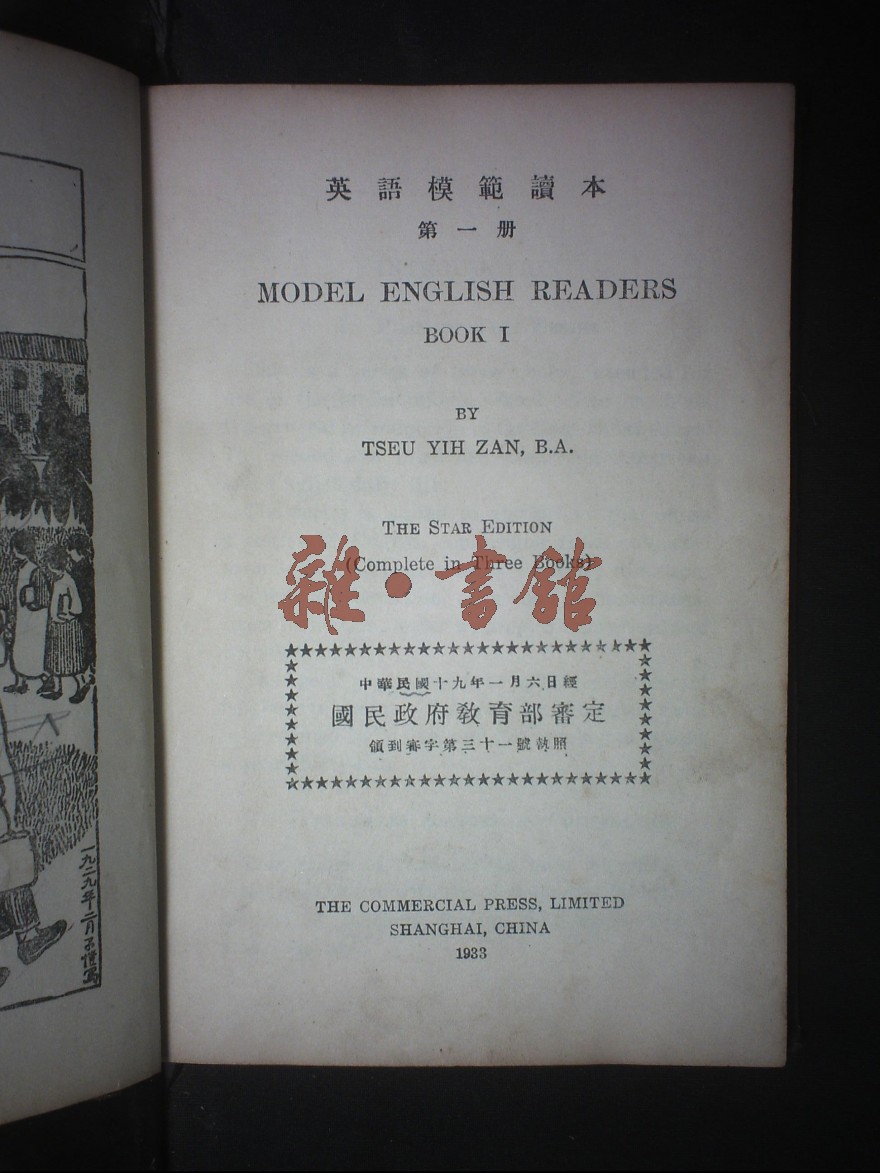 一九二九年二月子愷寫
英語模範讀本
第一册
MODEL ENGLISH READERS
BOOK I
BY
TSEU YIH ZAN, B.A.
THE STAR EDITION
(Complete in Three Books)
雜·書館
中華民國十九年一月六日經
國民政府教育部審定
領到審字第三十一號執照
THE COMMERCIAL PRESS, LIMITED
SHANGHAI, CHINA
1933